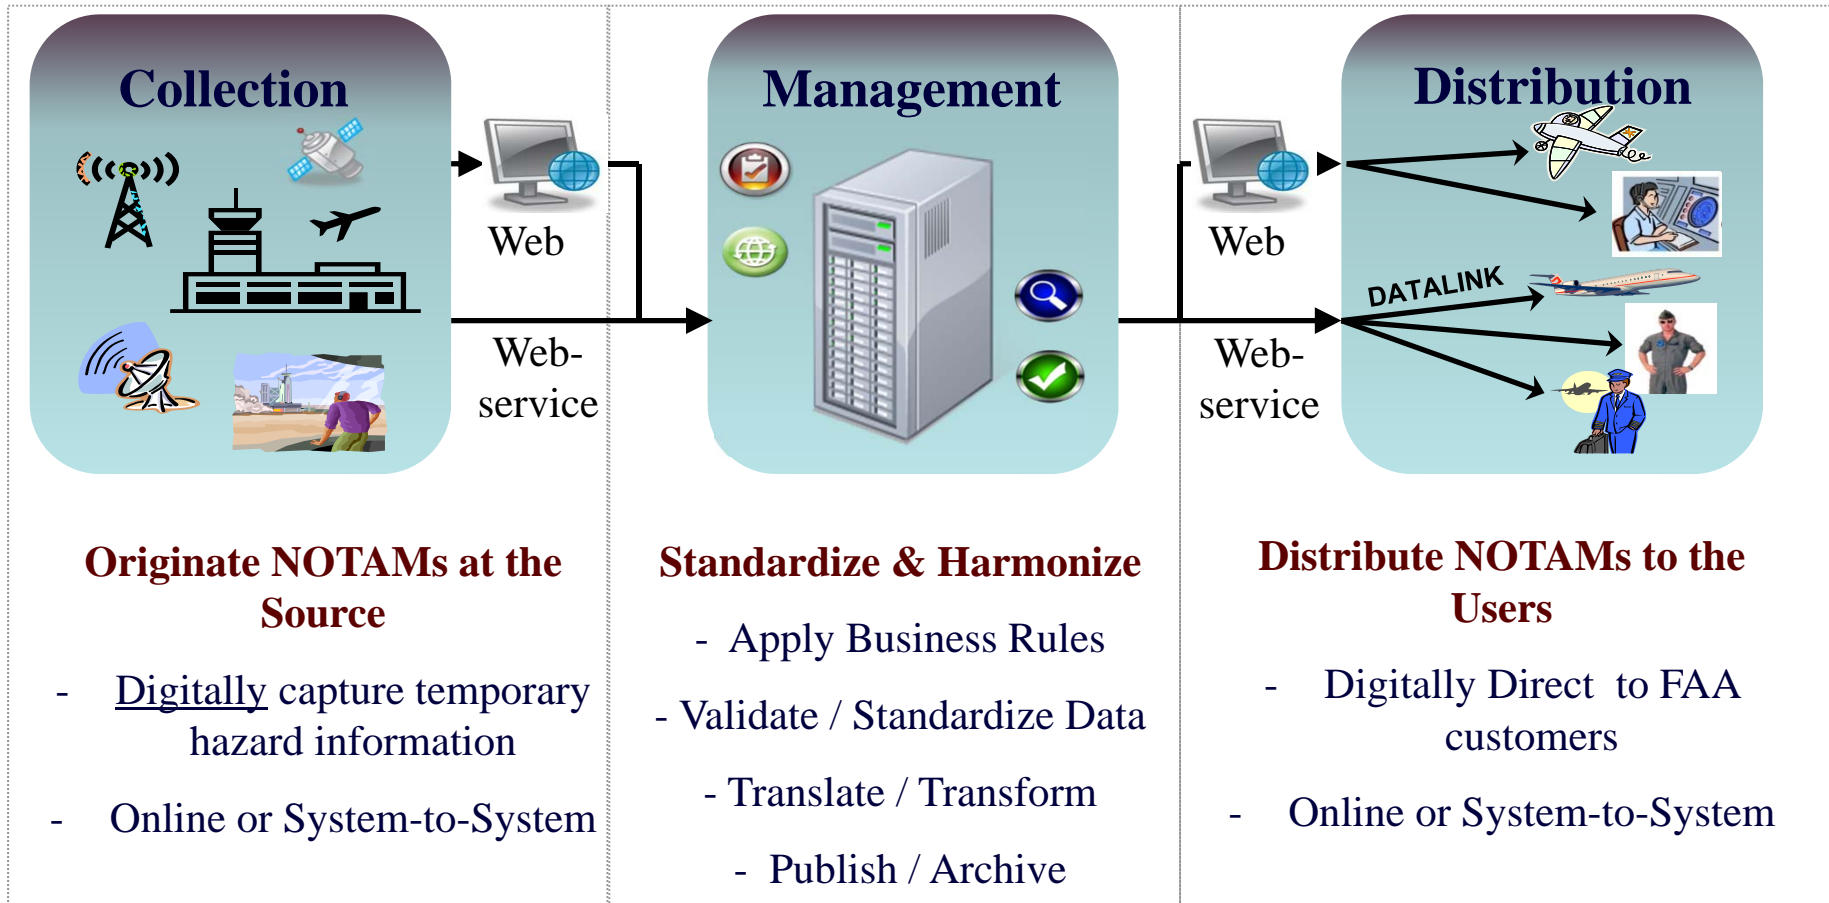 Collection
Web
Web-
service
Originate NOTAMs at the
Source
- Digitally capture temporary
hazard information
- Online or System-to-System
Management
Standardize & Harmonize
- Apply Business Rules
- Validate / Standardize Data
- Translate / Transform
- Publish / Archive
Distribution
Web
DATALINK
Web-
service
Distribute NOTAMs to the
Users
- Digitally Direct to FAA
customers
- Online or System-to-System